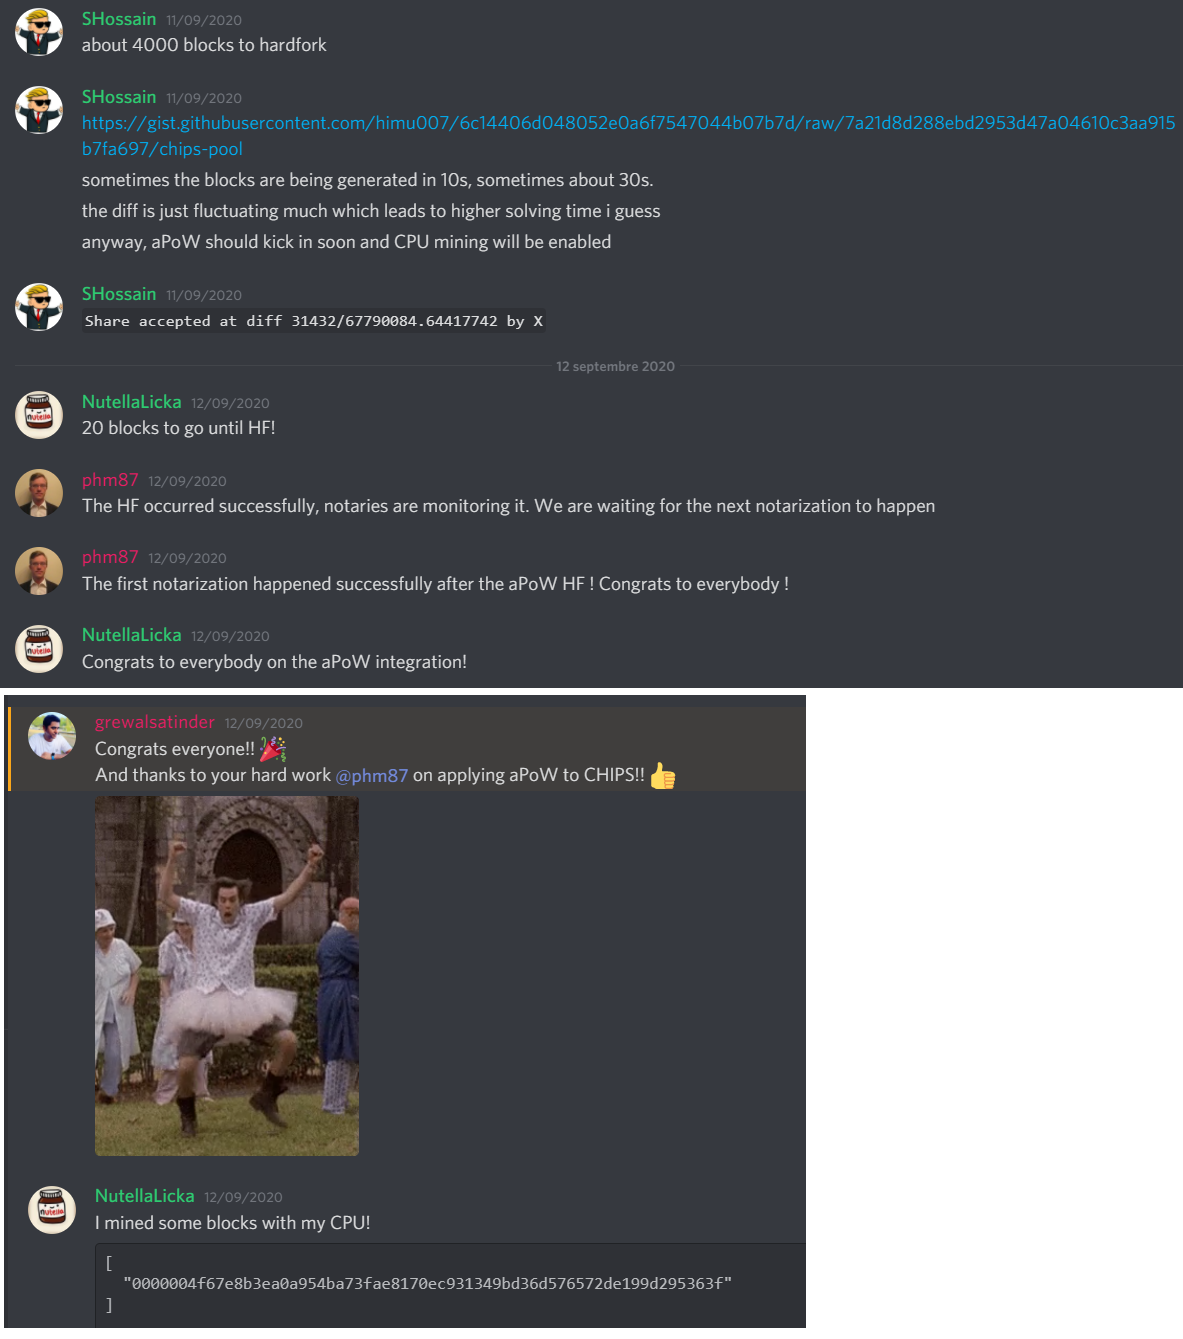 SHossain 11/09/2020
about 4000 blocks to hardfork
SHossain 11/09/2020
https://gist.githubusercontent.com/himu007/6c14406d048052e0a6f7547044b07b7d/raw/7a21d8d288ebd2953d47a04610c3aa915
b7fa697/chips-pool
sometimes the blocks are being generated in 10s, sometimes about 30s.
the diff is just fluctuating much which leads to higher solving time i guess
anyway, aPoW should kick in soon and CPU mining will be enabled
SHossain 11/09/2020
Share accepted at diff 31432/67790084.64417742 by X
12 septembre 2020
NutellaLicka 12/09/2020
20 blocks to go until HF!
phm87 12/09/2020
The HF occurred successfully, notaries are monitoring it. We are waiting for the next notarization to happen
phm87 12/09/2020
The first notarization happened successfully after the aPoW HF ! Congrats to everybody !
NutellaLicka 12/09/2020
Congrats to everybody on the aPoW integration!
grewalsatinder 12/09/2020
Congrats everyone!! 🎉
And thanks to your hard work @phm87 on applying aPoW to CHIPS!! 👍
NutellaLicka 12/09/2020
I mined some blocks with my CPU!
[
"0000004f67e8b3ea0a954ba73fae8170ec931349bd36d576572de199d295363f"
]